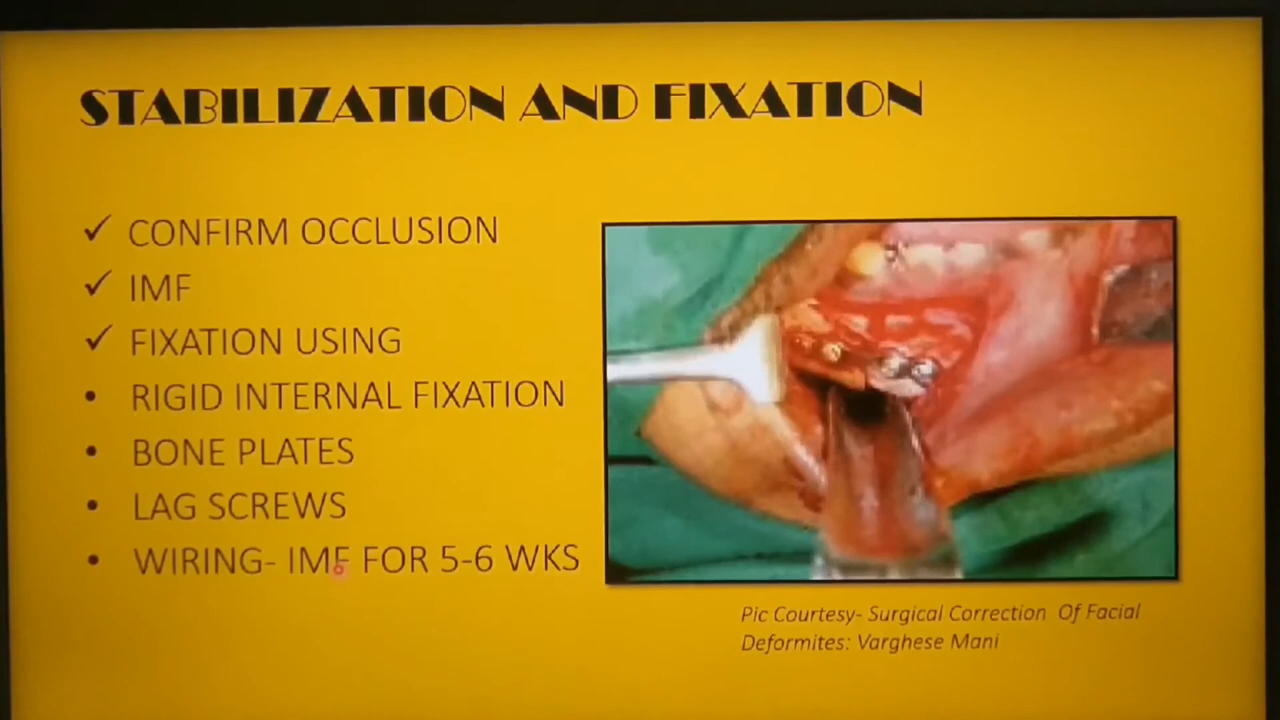 STABILIZATION AND FIXATION
✓ CONFIRM OCCLUSION
✓ IMF
✓ FIXATION USING
• RIGID INTERNAL FIXATION
• BONE PLATES
• LAG SCREWS
• WIRING- IMF FOR 5-6 WKS
Pic Courtesy- Surgical Correction Of Facial
Deformites: Varghese Mani